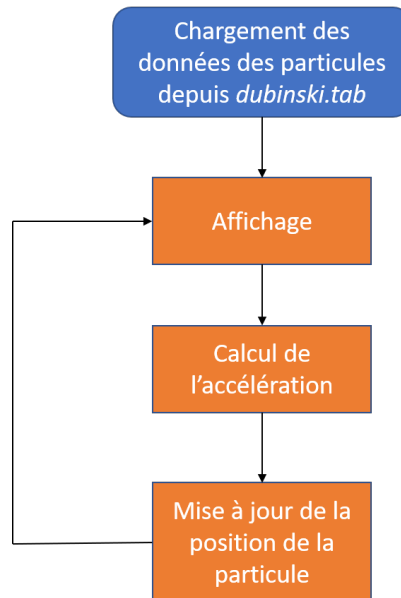 Chargement des
données des particules
depuis dubinski.tab
Affichage
Calcul de
l'accélération
Mise à jour de la
position de la
particule